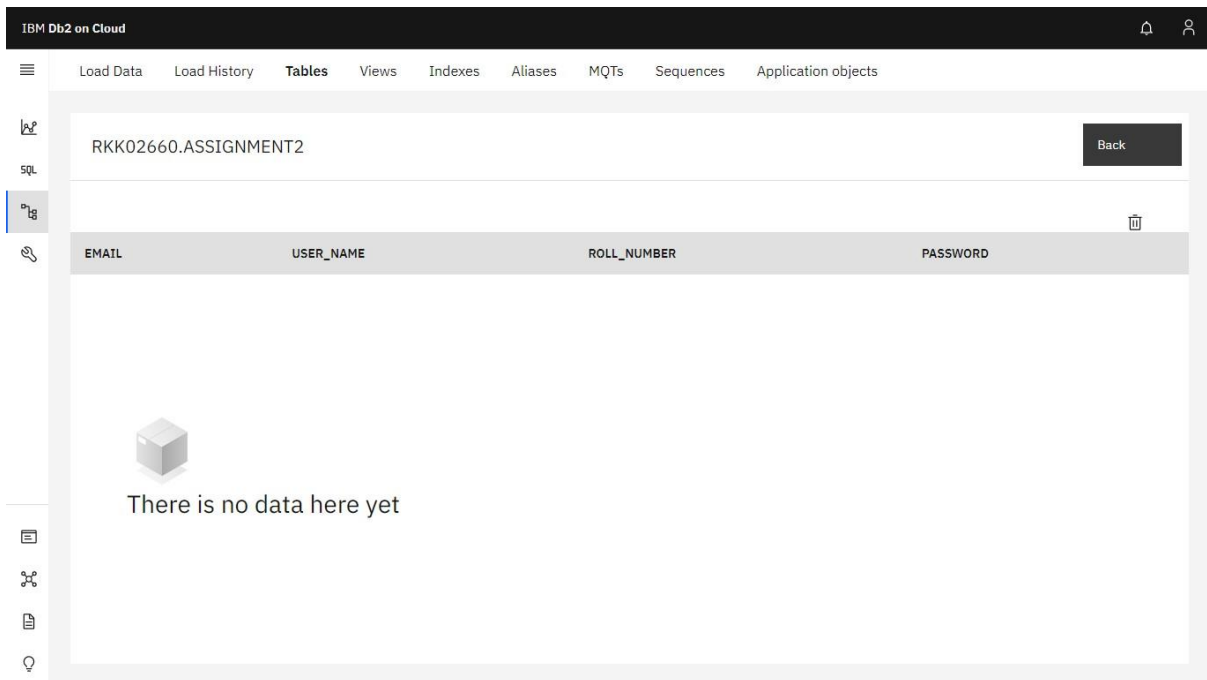 IBM Db2 on Cloud
Load Data Load History Tables Views Indexes Aliases MQTs Sequences Application objects
RKK02660.ASSIGNMENT2
Back
SQL
EMAIL USER_NAME ROLL_NUMBER PASSWORD
There is no data here yet